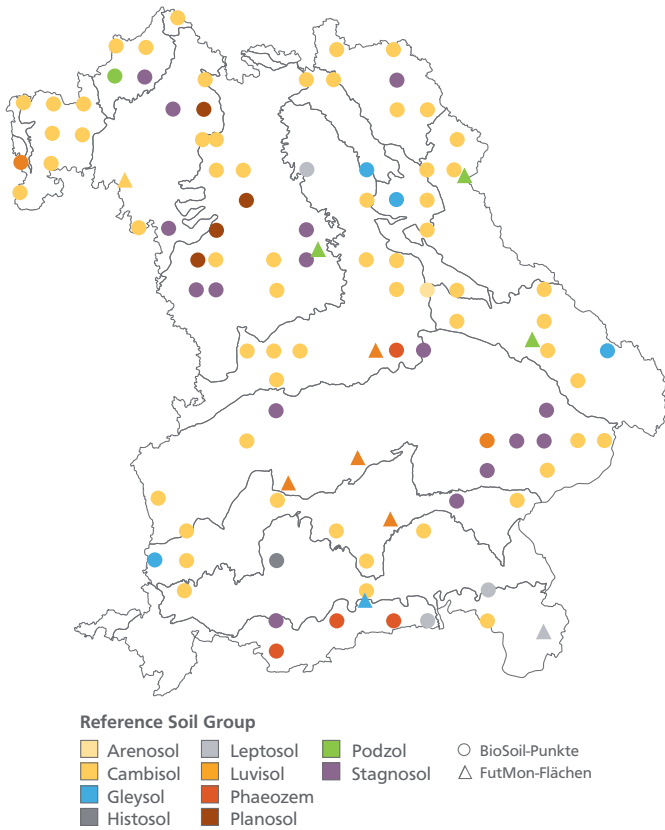 Reference Soil Group
Arenosol
Cambisol
Gleysol
Histosol
Leptosol
Luvisol
Phaeozem
Planosol
Podzol
Stagnosol
BioSoil-Punkte
FutMon-Flächen